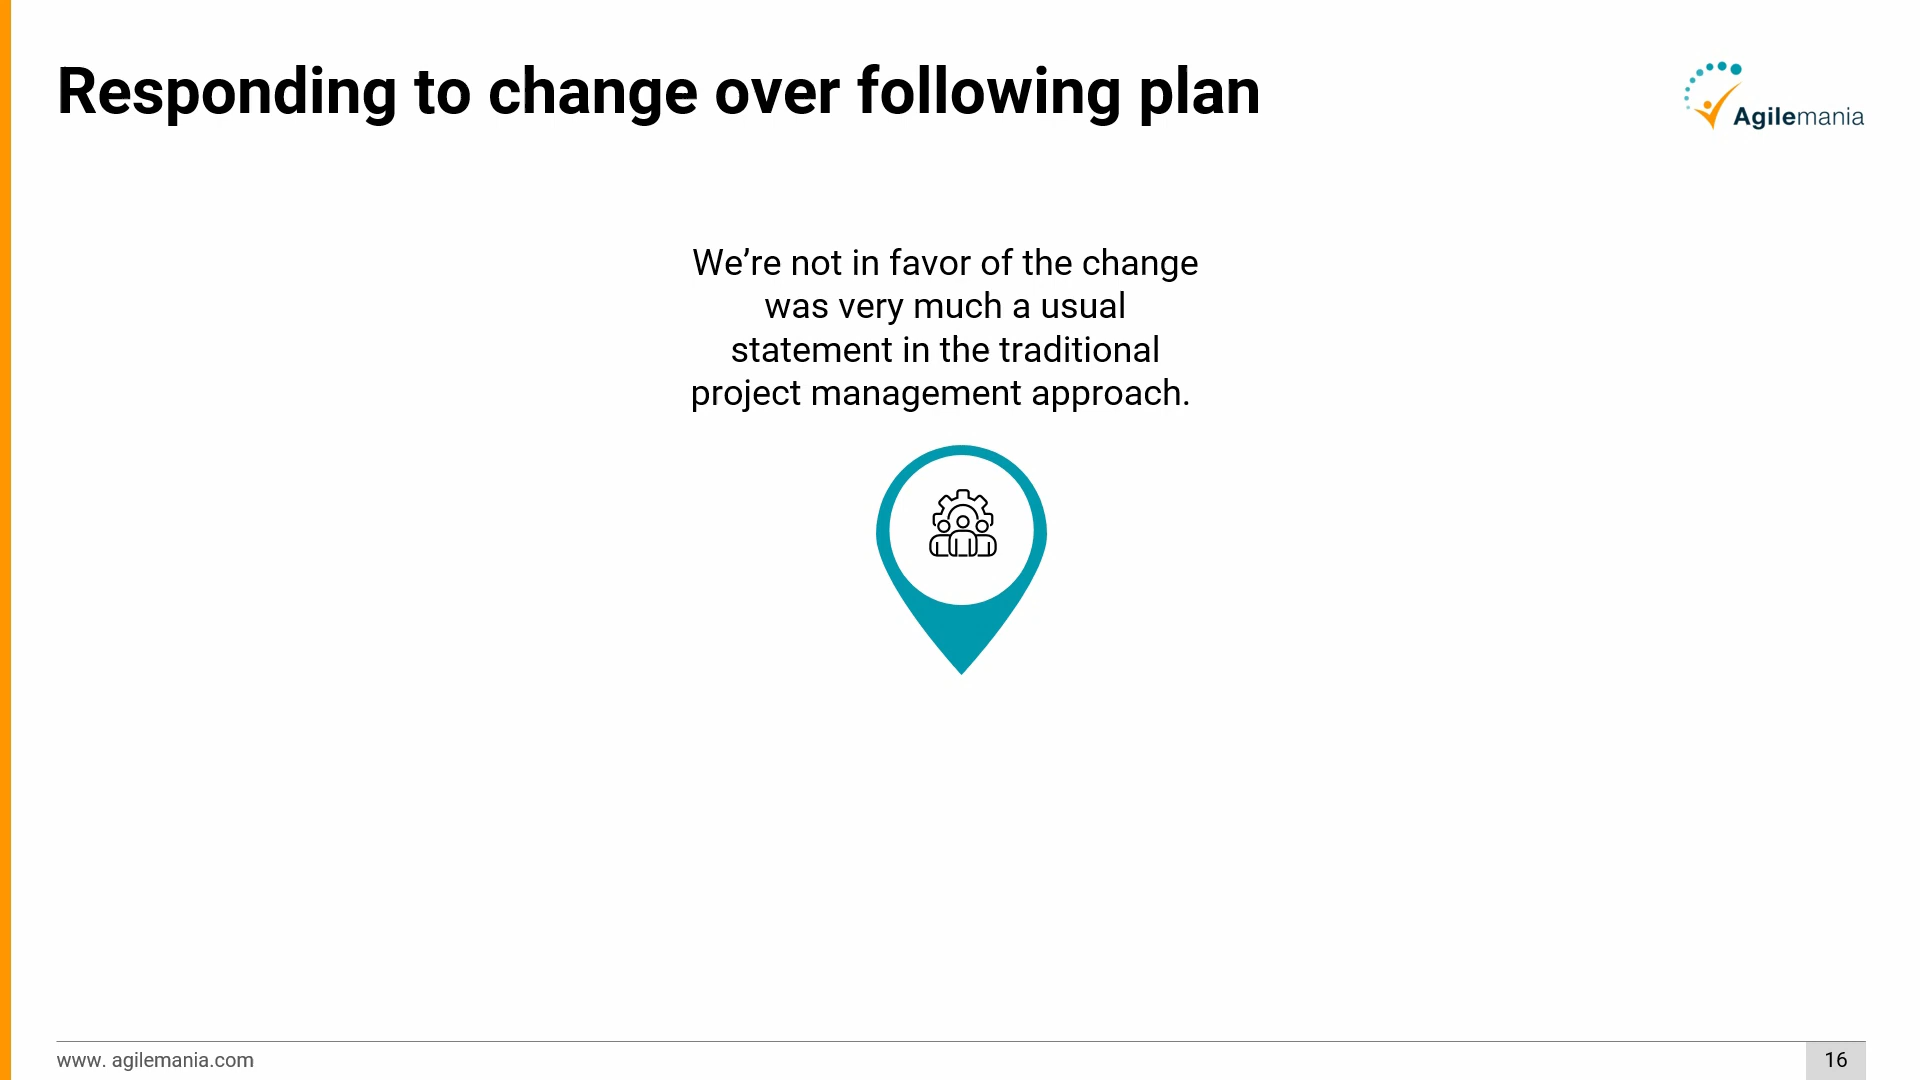 Responding to change over following plan
Agilemania
We’re not in favor of the change
was very much a usual
statement in the traditional
project management approach.
www. agilemania.com
16